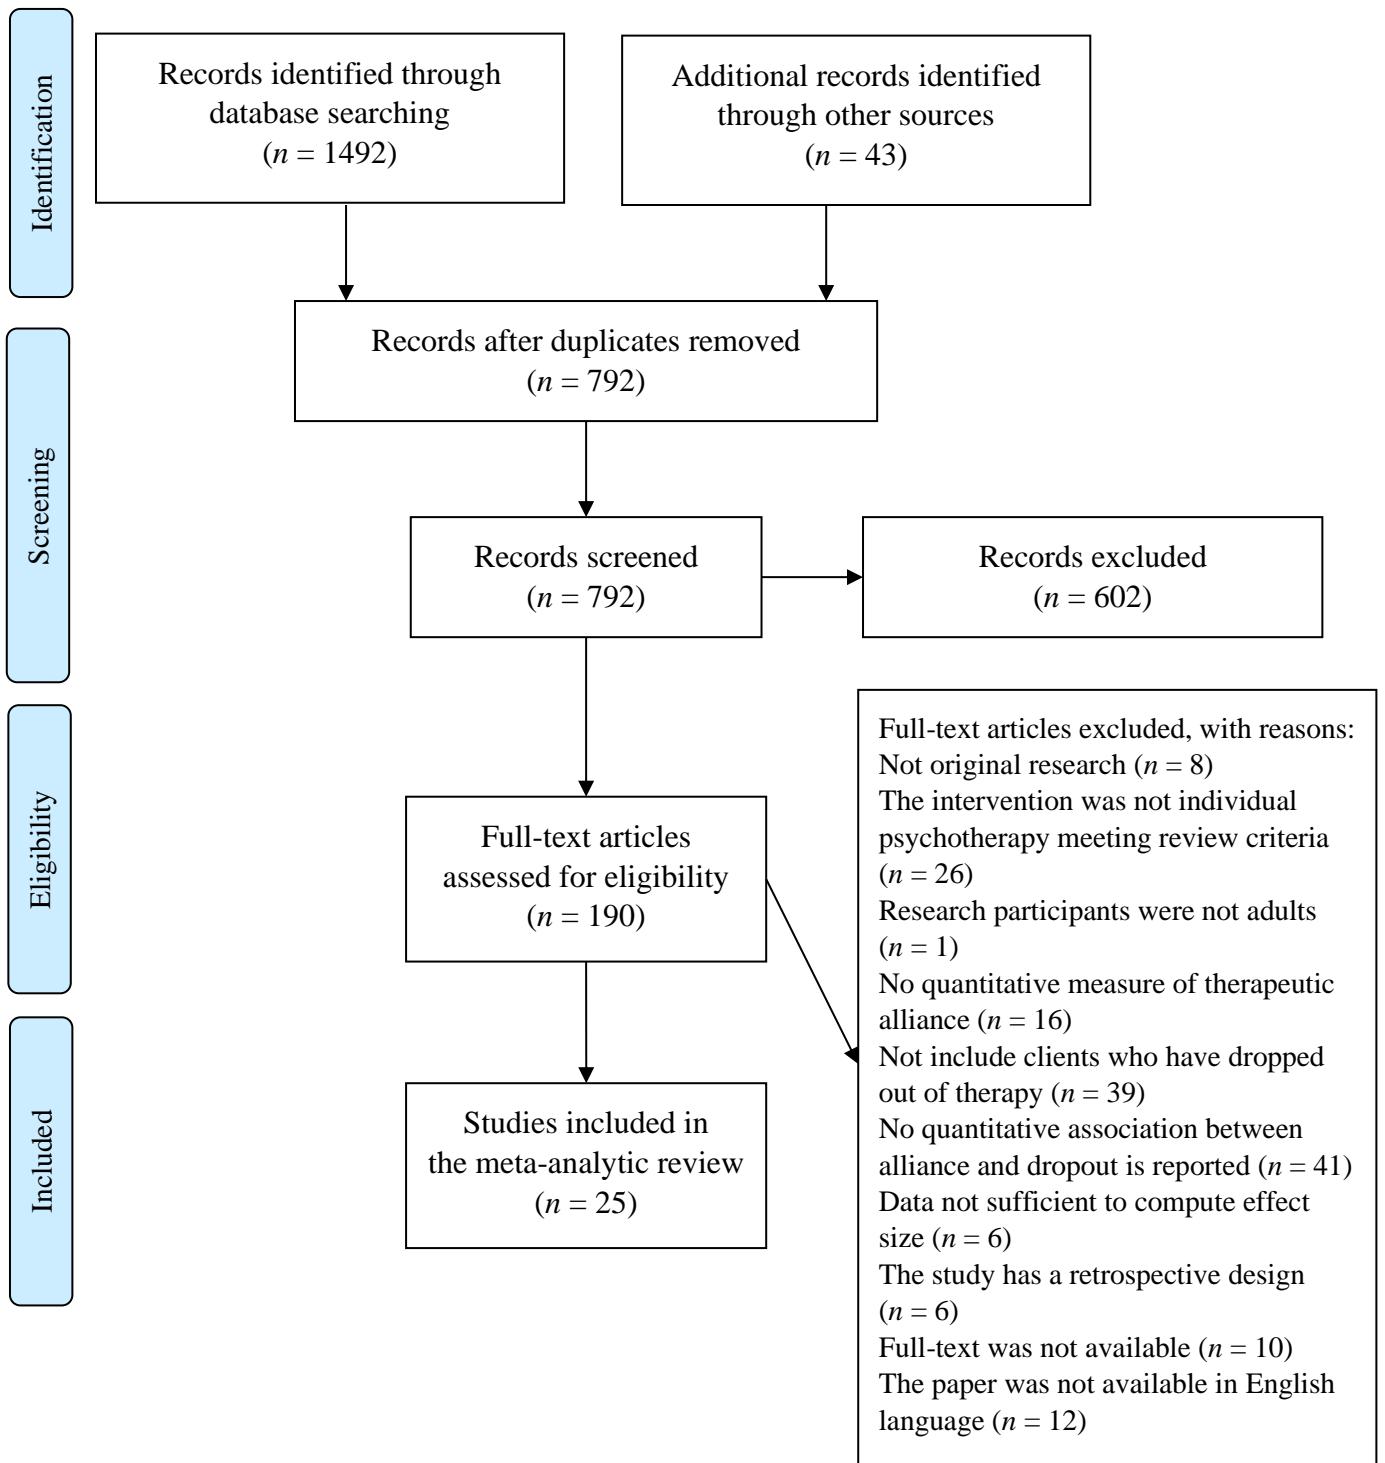 Identification
Records identified through
database searching
(n = 1492)
Additional records identified
through other sources
(n = 43)
Records after duplicates removed
(n = 792)
Screening
Records screened
(n = 792)
Records excluded
(n = 602)
Eligibility
Full-text articles
assessed for eligibility
(n = 190)
Full-text articles excluded, with reasons:
Not original research (n = 8)
The intervention was not individual
psychotherapy meeting review criteria
(n = 26)
Research participants were not adults
(n = 1)
No quantitative measure of therapeutic
alliance (n = 16)
Not include clients who have dropped
out of therapy (n = 39)
No quantitative association between
alliance and dropout is reported (n = 41)
Data not sufficient to compute effect
size (n = 6)
The study has a retrospective design
(n = 6)
Full-text was not available (n = 10)
The paper was not available in English
language (n = 12)
Included
Studies included in
the meta-analytic review
(n = 25)